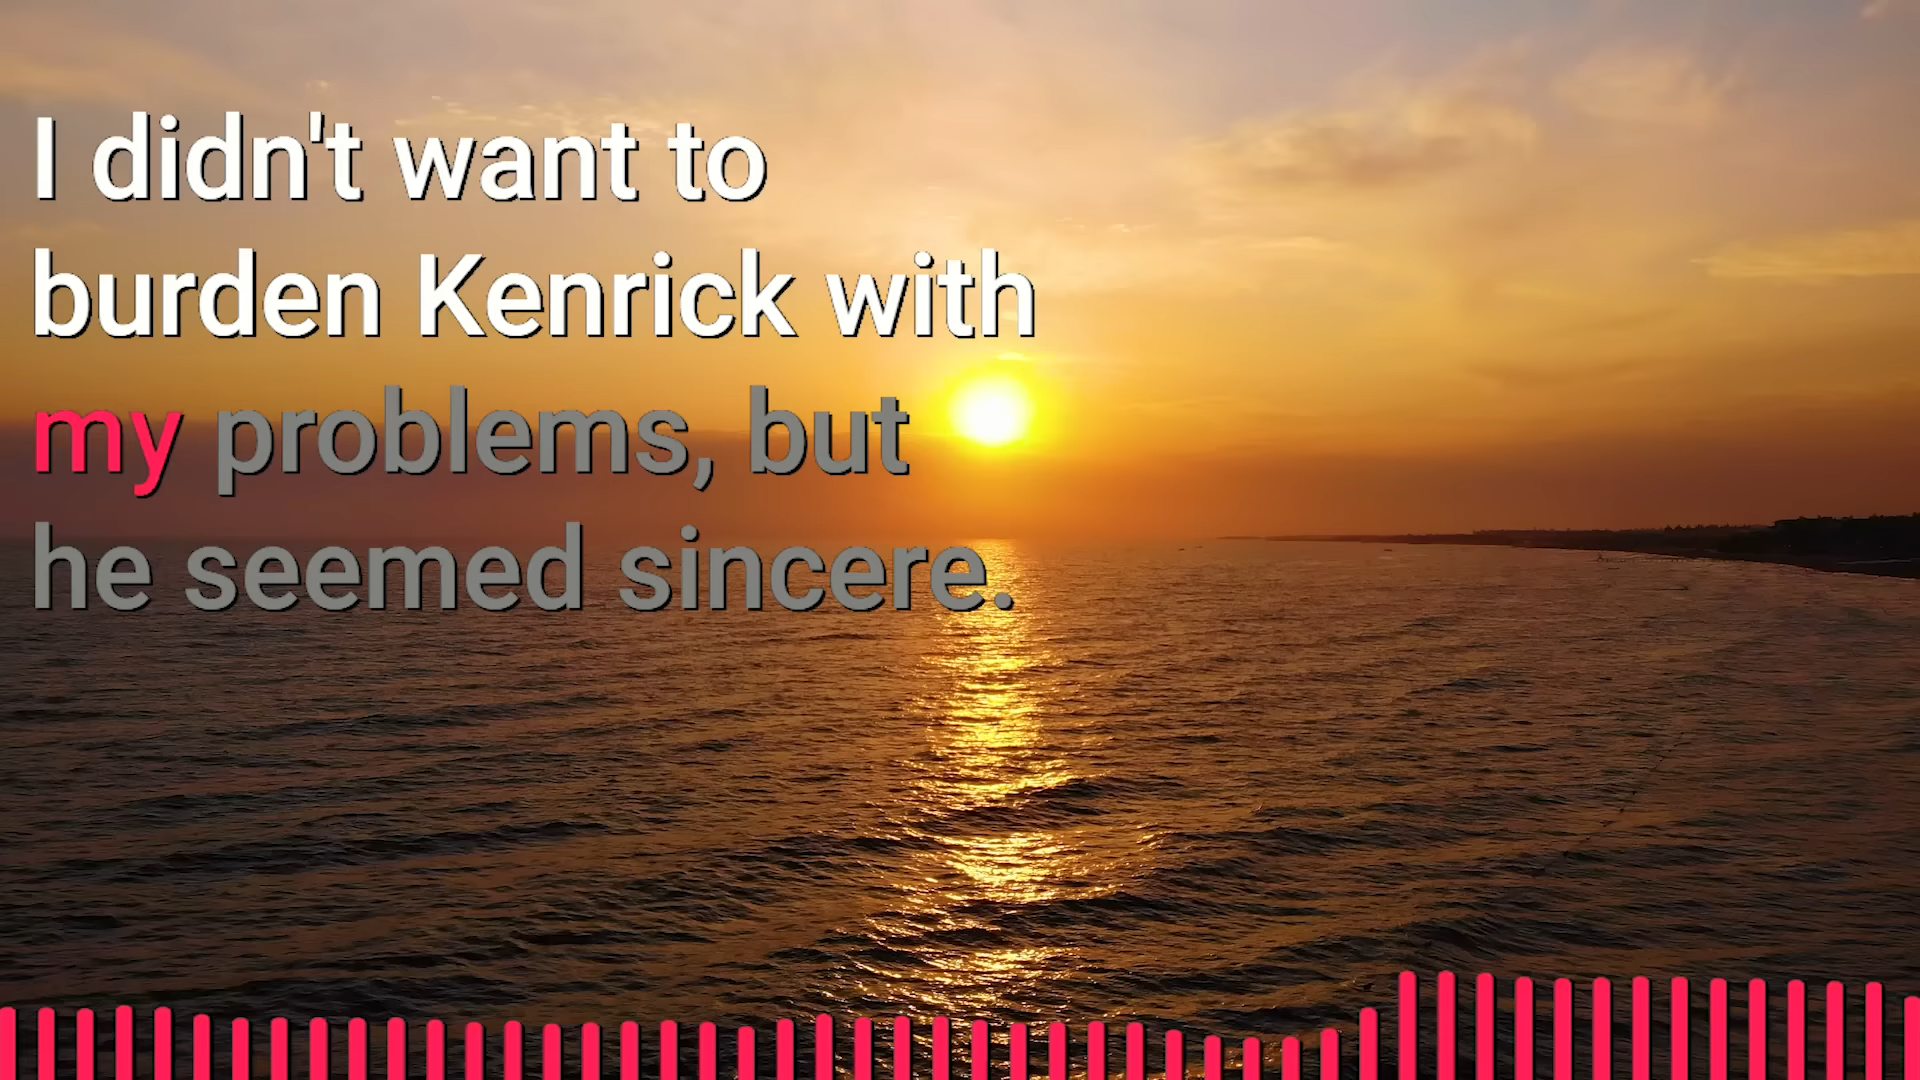 I didn't want to
burden Kenrick with
my problems, but
he seemed sincere.